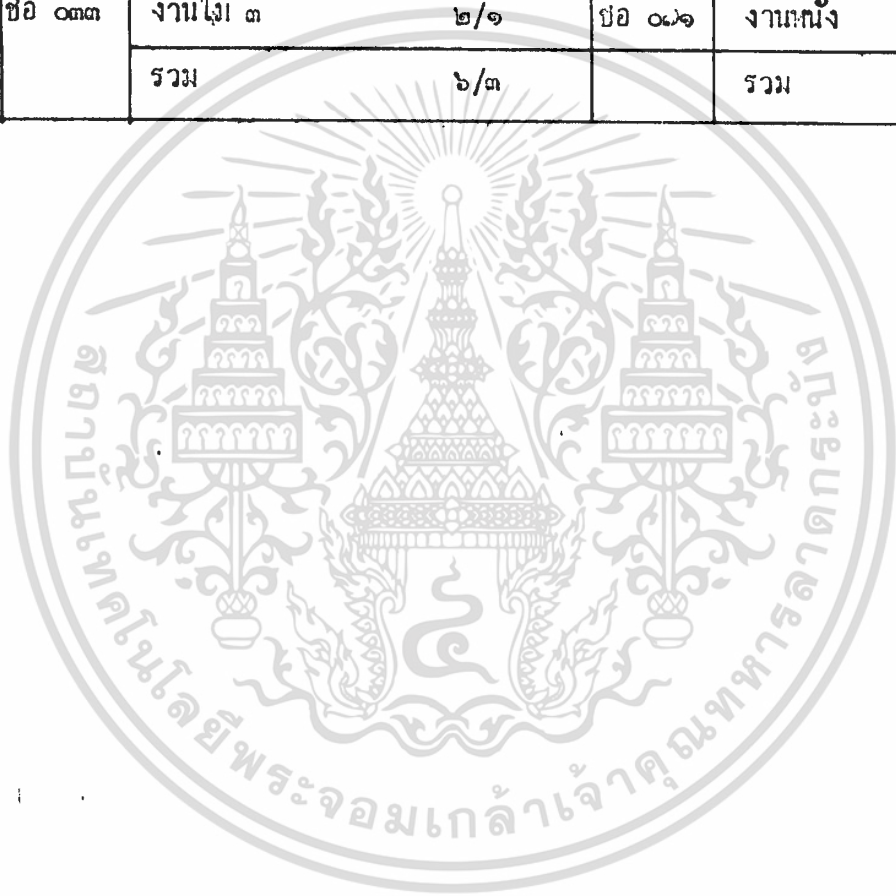 ชอ ๐๓๓ งานไม้ ๓ ๒/๑ ชอ ๐๗๑ งานหนัง
รวม ๖/๓ รวม
สถาบันเทคโนโลยีพระจอมเกล้าเจ้าคุณทหารลาดกระบัง
๔